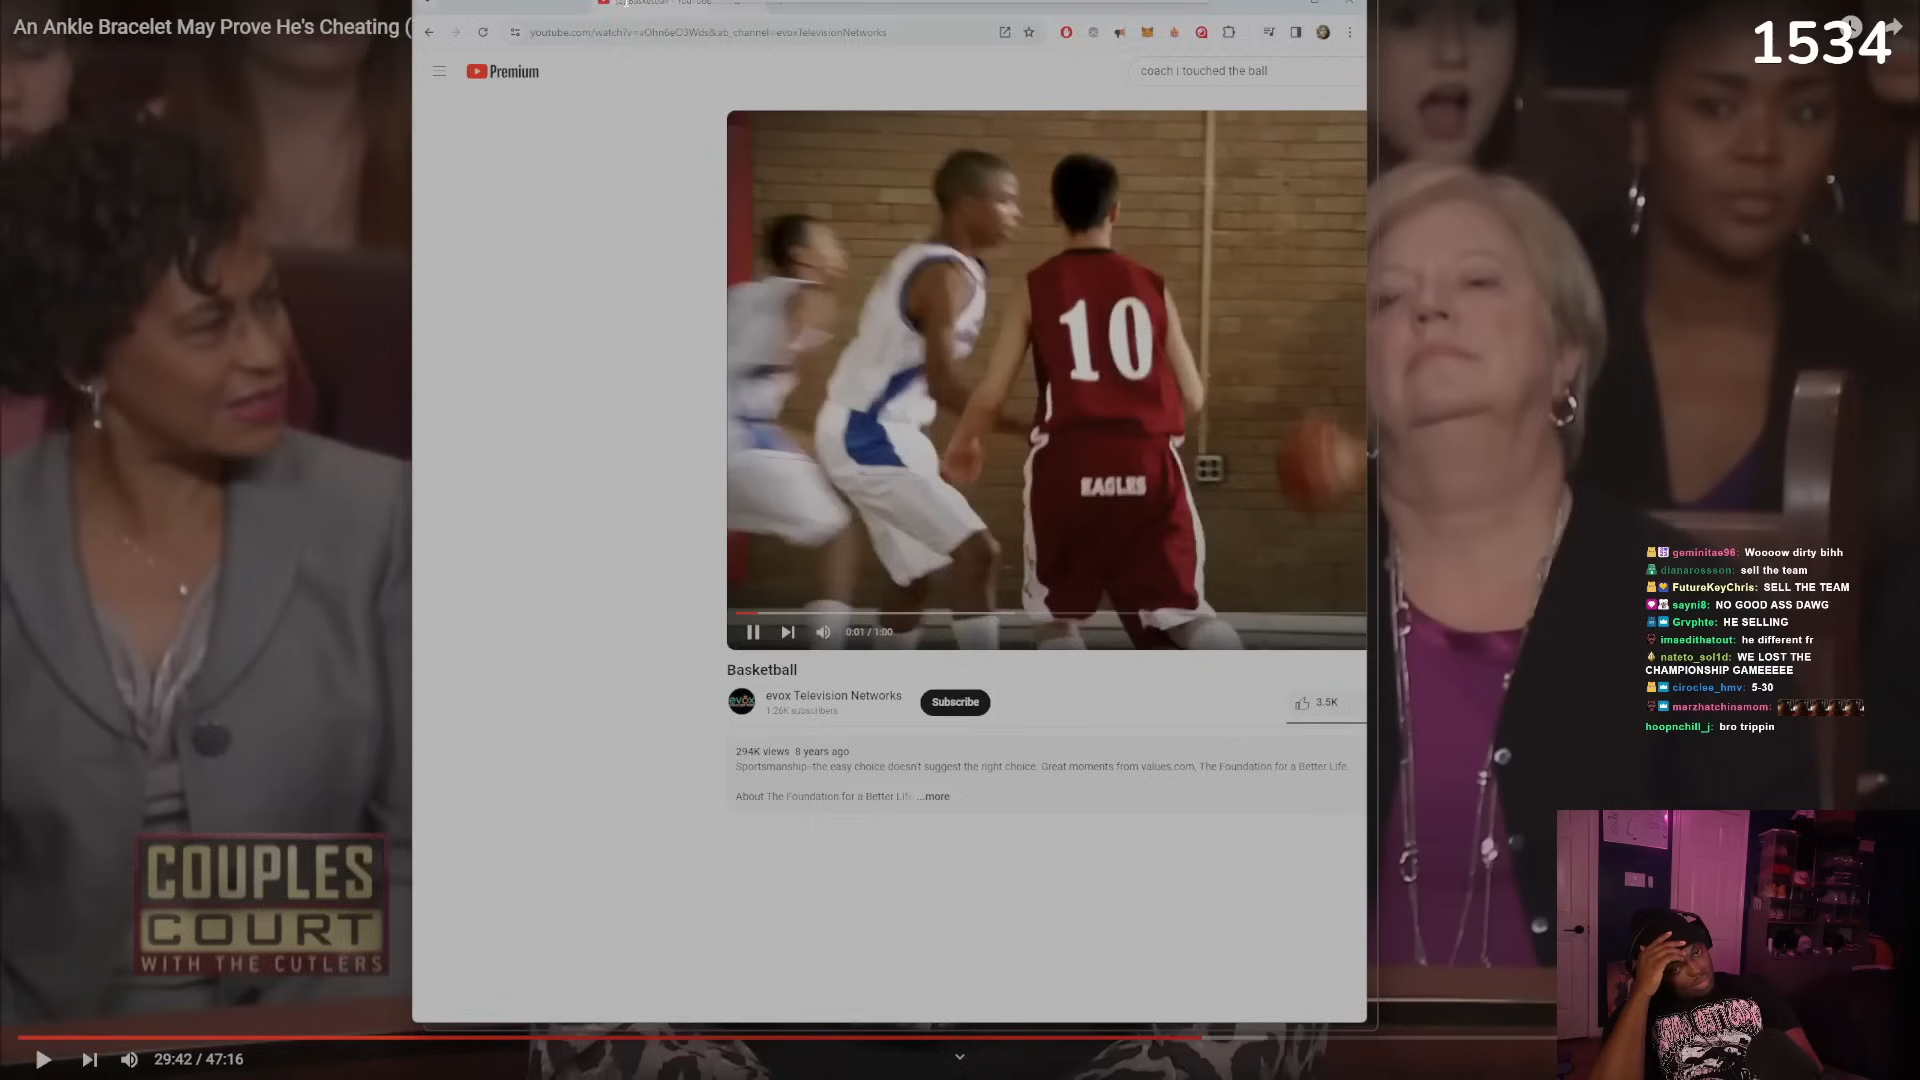 An Ankle Bracelet May Prove He's Cheating (
1534
youtube.com/watch?v=vOhn6eO3Wds&ab_channel=evoxTelevisionNetworks
Premium
coach i touched the ball
10
EAGLES
0:01 / 1:00
Basketball
evox
evox Television Networks
1.26K subscribers
Subscribe
3.5K
294K views 8 years ago
Sportsmanship--the easy choice doesn't suggest the right choice. Great moments from values.com, The Foundation for a Better Life.
About The Foundation for a Better Life ...more
geminitae96: Woooow dirty bihh
dianarossson: sell the team
FutureKeyChris: SELL THE TEAM
sayni8: NO GOOD ASS DAWG
Grvphte: HE SELLING
imaedithatout: he different fr
nateto_sol1d: WE LOST THE
CHAMPIONSHIP GAMEEEEE
ciroclee_hmv: 5-30
marzhatchinsmom:
hoopnchill_j: bro trippin
COUPLES
COURT
WITH THE CUTLERS
29:42 / 47:16